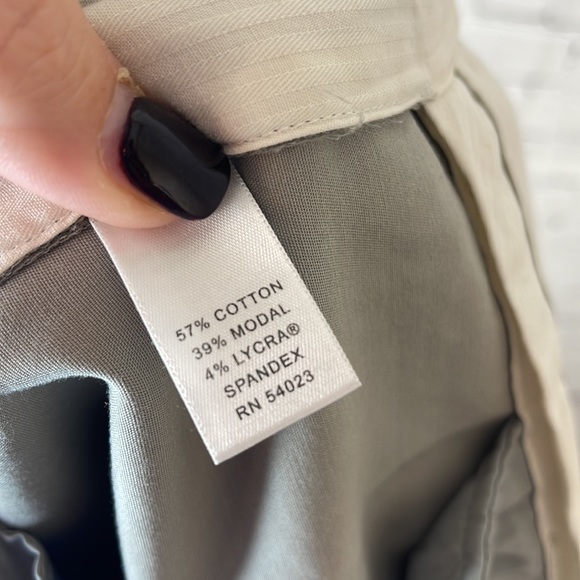 57% COTTON
39% MODAL
4% LYCRA®
SPANDEX
RN 54023